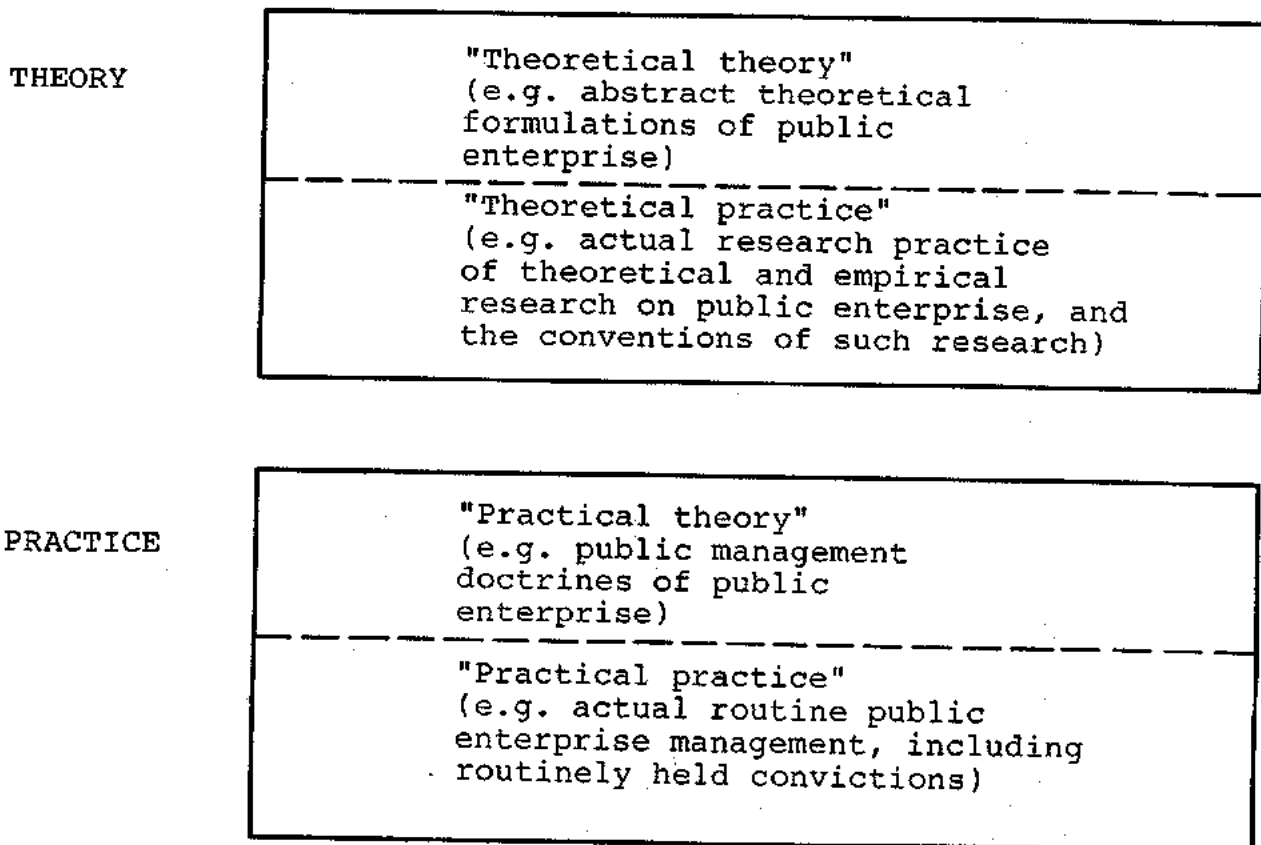 THEORY
"Theoretical theory"
(e.g. abstract theoretical
formulations of public
enterprise)
"Theoretical practice"
(e.g. actual research practice
of theoretical and empirical
research on public enterprise, and
the conventions of such research)
PRACTICE
"Practical theory"
(e.g. public management
doctrines of public
enterprise)
"Practical practice"
(e.g. actual routine public
enterprise management, including
routinely held convictions)